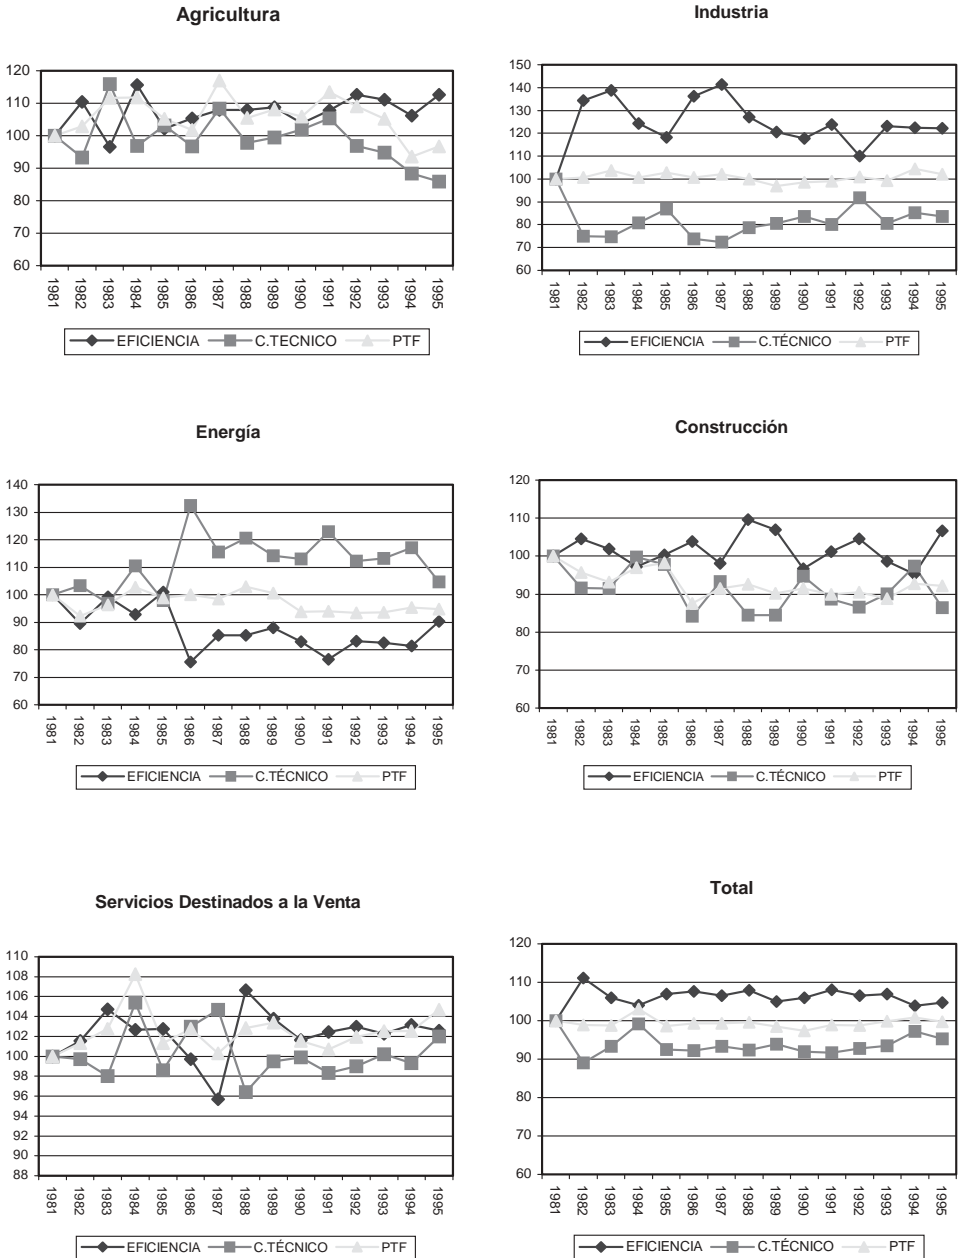 Agricultura
120
110
100
90
80
70
60
1981 1982 1983 1984 1985 1986 1987 1988 1989 1990 1991 1992 1993 1994 1995
EFICIENCIA C.TECNICO PTF
Industria
150
140
130
120
110
100
90
80
70
60
1981 1982 1983 1984 1985 1986 1987 1988 1989 1990 1991 1992 1993 1994 1995
EFICIENCIA C.TÉCNICO PTF
Energía
140
130
120
110
100
90
80
70
60
1981 1982 1983 1984 1985 1986 1987 1988 1989 1990 1991 1992 1993 1994 1995
EFICIENCIA C.TÉCNICO PTF
Construcción
120
110
100
90
80
70
60
1981 1982 1983 1984 1985 1986 1987 1988 1989 1990 1991 1992 1993 1994 1995
EFICIENCIA C.TÉCNICO PTF
Servicios Destinados a la Venta
110
108
106
104
102
100
98
96
94
92
90
88
1981 1982 1983 1984 1985 1986 1987 1988 1989 1990 1991 1992 1993 1994 1995
EFICIENCIA C.TÉCNICO PTF
Total
120
110
100
90
80
70
60
1981 1982 1983 1984 1985 1986 1987 1988 1989 1990 1991 1992 1993 1994 1995
EFICIENCIA C.TÉCNICO PTF